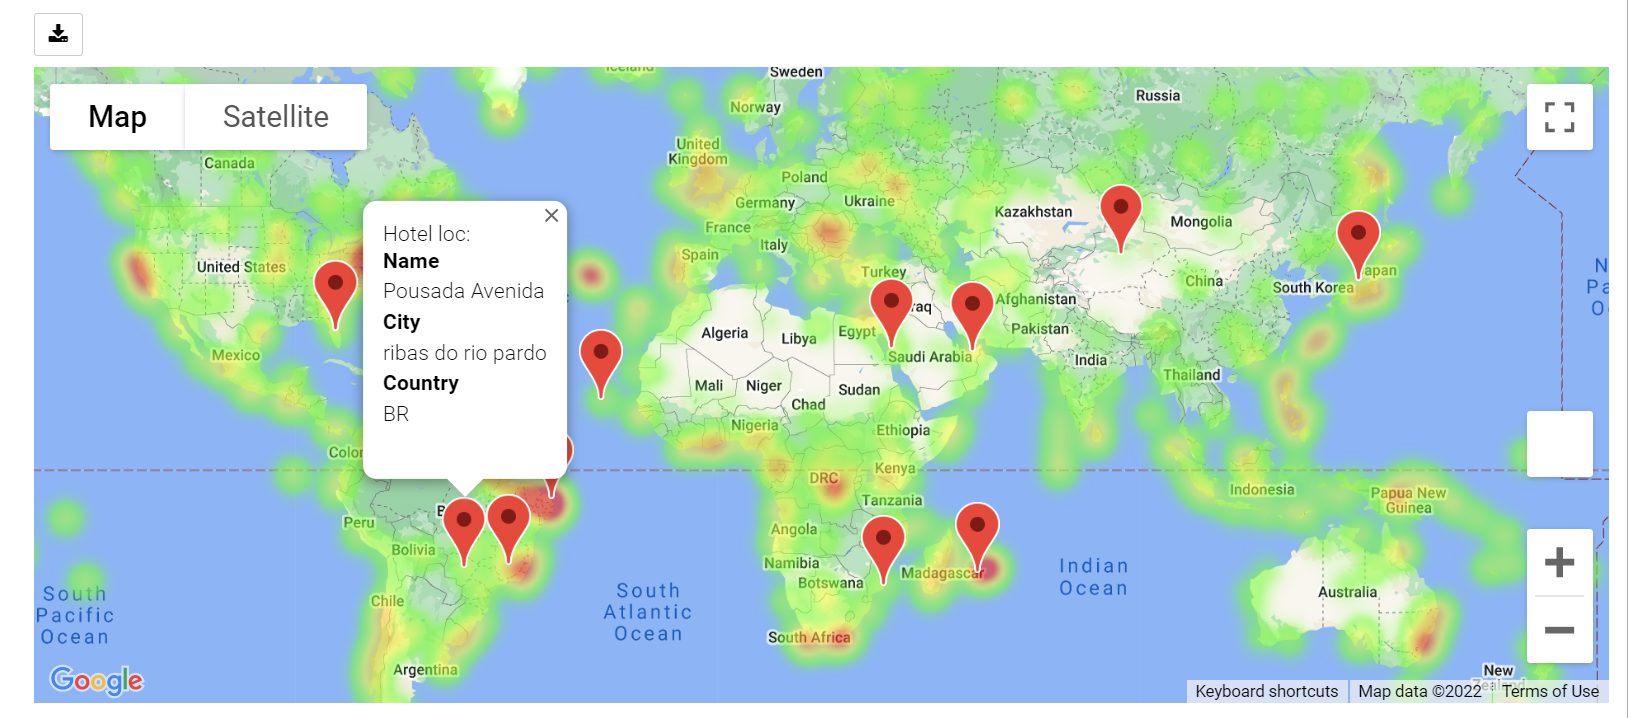 Iceland
Sweden
Map
Satellite
Norway
Russia
Canada
United
Kingdom
Poland
Germany
Ukraine
Kazakhstan
Mongolia
France
Italy
Spain
United States
Turkey
China
South Korea
Japan
Hotel loc:
Name
Pousada Avenida
City
ribas do rio pardo
Country
BR
Afghanistan
Iraq
Algeria
Libya
Egypt
Pakistan
Mexico
Saudi Arabia
India
Thailand
Mali
Niger
Sudan
Chad
Nigeria
Ethiopia
Colom
DRC
Kenya
Indonesia
Papua New
Guinea
Tanzania
Peru
B
Angola
Bolivia
Namibia
Botswana
Madagascar
Indian
Ocean
Australia
Chile
South
Pacific
Ocean
South
Atlantic
Ocean
South Africa
Argentina
N
Pa
O
New
Zealand
Google
Keyboard shortcuts
Map data ©2022
Terms of Use